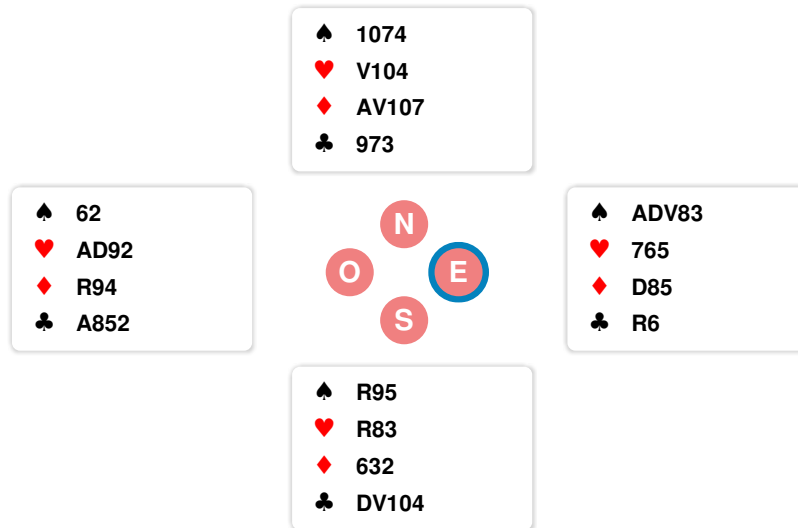 ♠ 1074
♥ V104
♦ AV107
♣ 973
♠ 62
♥ AD92
♦ R94
♣ A852
N
O
E
S
♠ ADV83
♥ 765
♦ D85
♣ R6
♠ R95
♥ R83
♦ 632
♣ DV104